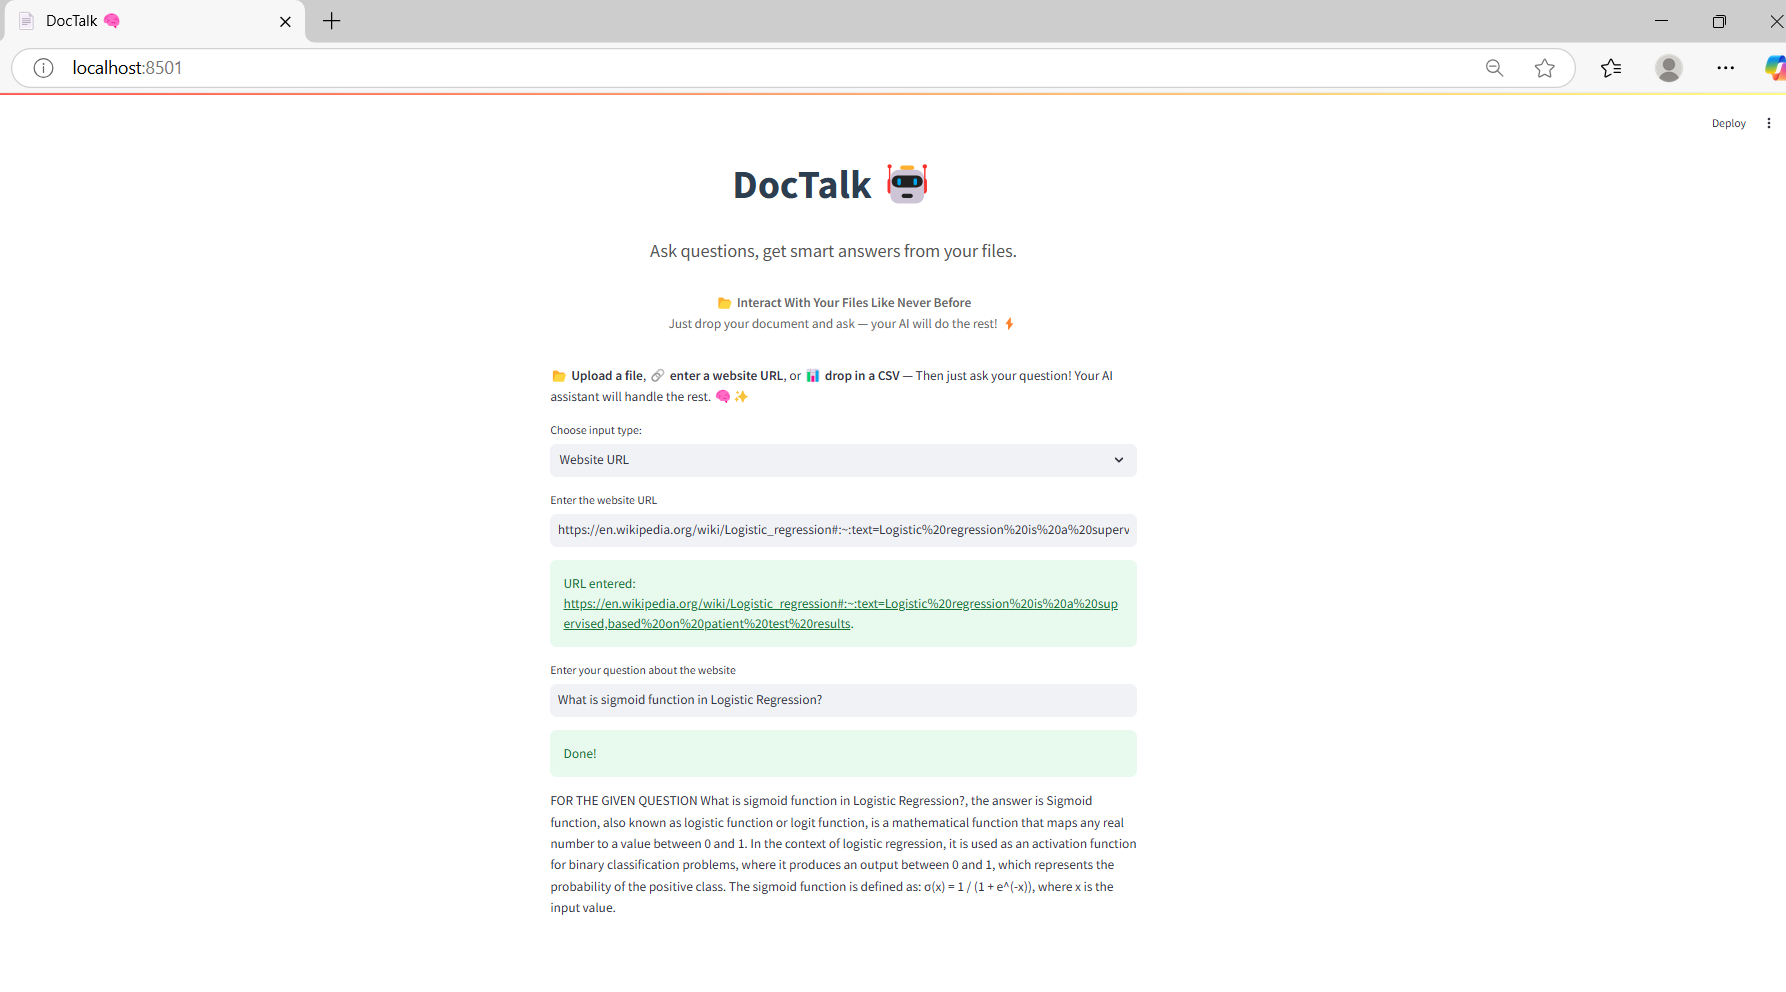 DocTalk 🧠
localhost:8501
Deploy
DocTalk 🤖
Ask questions, get smart answers from your files.
📂 Interact With Your Files Like Never Before
Just drop your document and ask — your AI will do the rest! ⚡
📂 Upload a file, 🔗 enter a website URL, or 📊 drop in a CSV — Then just ask your question! Your AI
assistant will handle the rest. 🧠✨
Choose input type:
Website URL
Enter the website URL
https://en.wikipedia.org/wiki/Logistic_regression#:~:text=Logistic%20regression%20is%20a%20superv
URL entered:
https://en.wikipedia.org/wiki/Logistic_regression#:~:text=Logistic%20regression%20is%20a%20sup
ervised,based%20on%20patient%20test%20results.
Enter your question about the website
What is sigmoid function in Logistic Regression?
Done!
FOR THE GIVEN QUESTION What is sigmoid function in Logistic Regression?, the answer is Sigmoid
function, also known as logistic function or logit function, is a mathematical function that maps any real
number to a value between 0 and 1. In the context of logistic regression, it is used as an activation function
for binary classification problems, where it produces an output between 0 and 1, which represents the
probability of the positive class. The sigmoid function is defined as: σ(x) = 1 / (1 + e^(-x)), where x is the
input value.